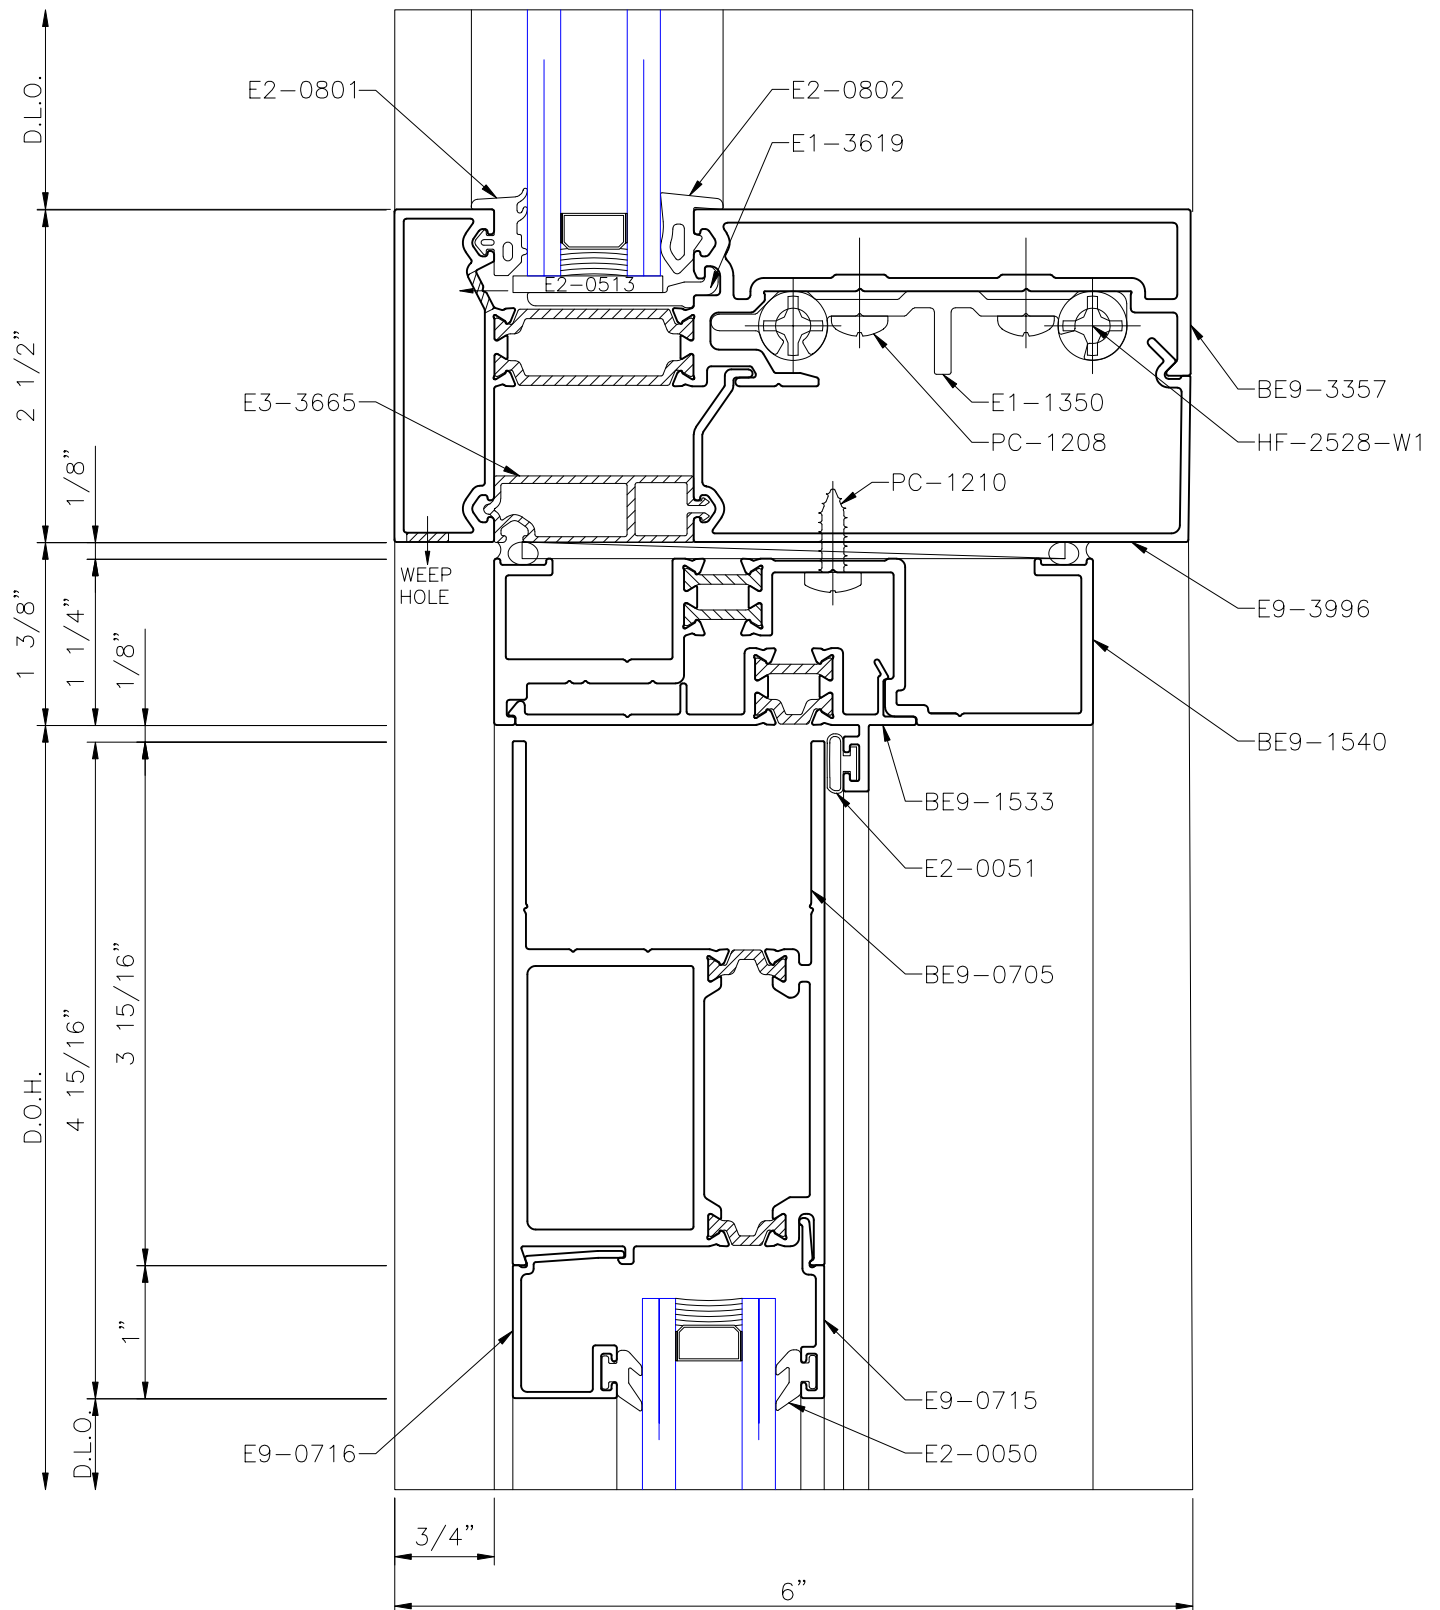 D.L.O.
E2-0801
E2-0802
E1-3619
E2-0513
2 1/2"
E3-3665
E1-1350
BE9-3357
PC-1208
HF-2528-W1
1/8"
PC-1210
WEEP
HOLE
1 3/8"
1 1/4"
1/8"
E9-3996
BE9-1540
BE9-1533
E2-0051
BE9-0705
3 15/16"
4 15/16"
D.O.H.
1"
E9-0715
E9-0716
E2-0050
D.L.O.
3/4"
6"